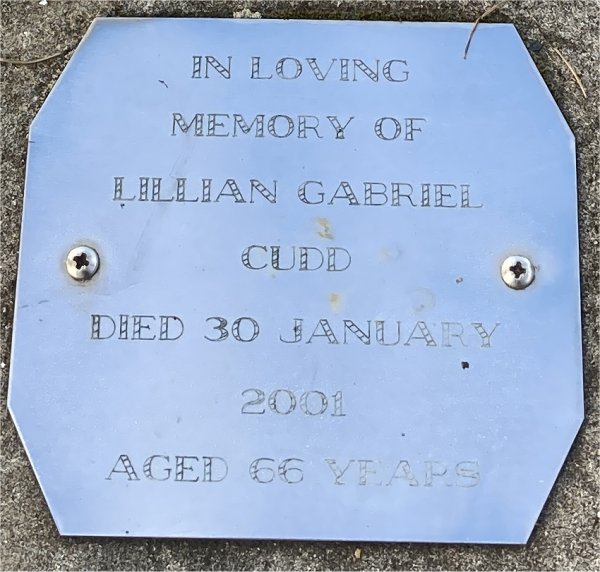 IN LOVING
MEMORY OF
LILLIAN GABRIEL
CUDD
DIED 30 JANUARY
2001
AGED 66 YEARS